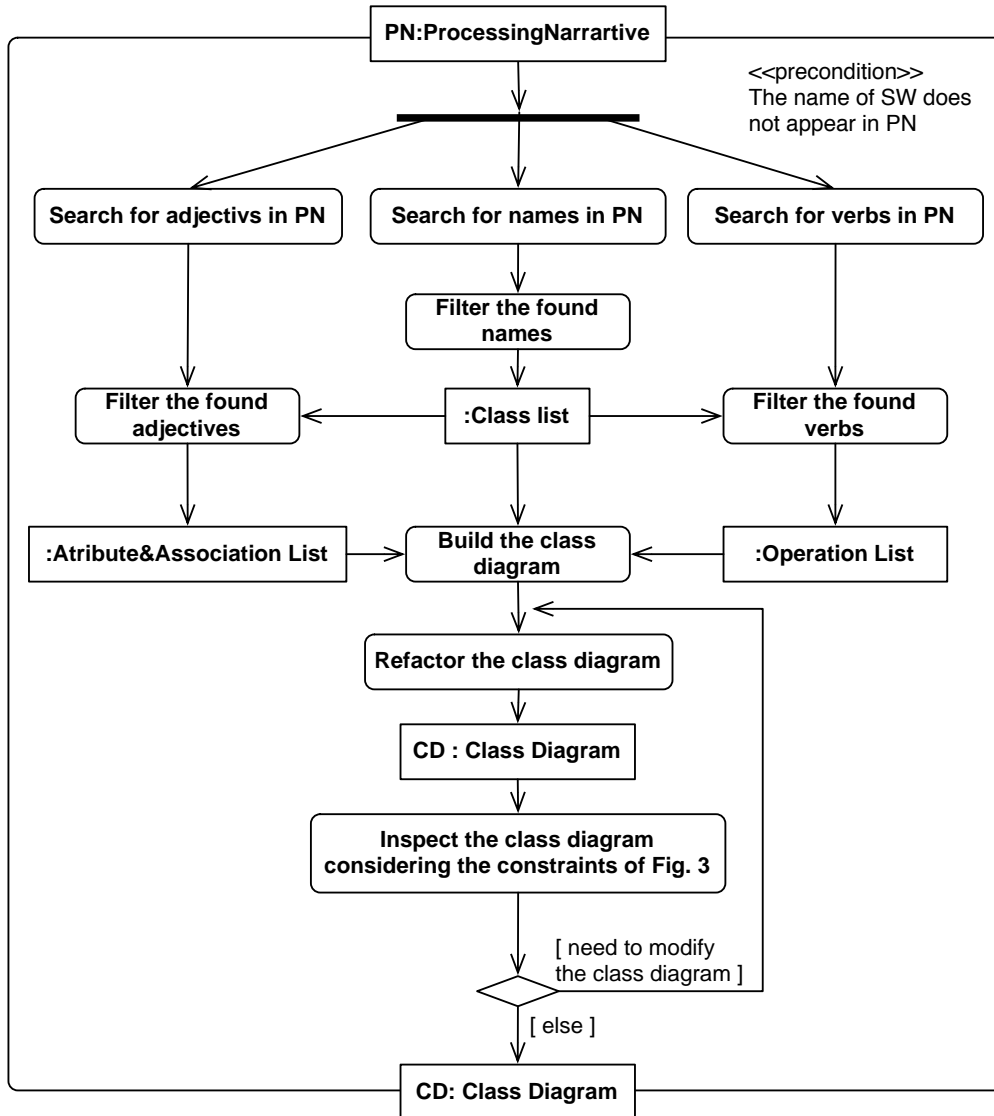 PN:ProcessingNarrartive
<<precondition>>
The name of SW does
not appear in PN
Search for adjectivs in PN
Search for names in PN
Search for verbs in PN
Filter the found
names
Filter the found
adjectives
:Class list
Filter the found
verbs
:Atribute&Association List
Build the class
diagram
:Operation List
Refactor the class diagram
CD : Class Diagram
Inspect the class diagram
considering the constraints of Fig. 3
[ need to modify
the class diagram ]
[ else ]
CD: Class Diagram